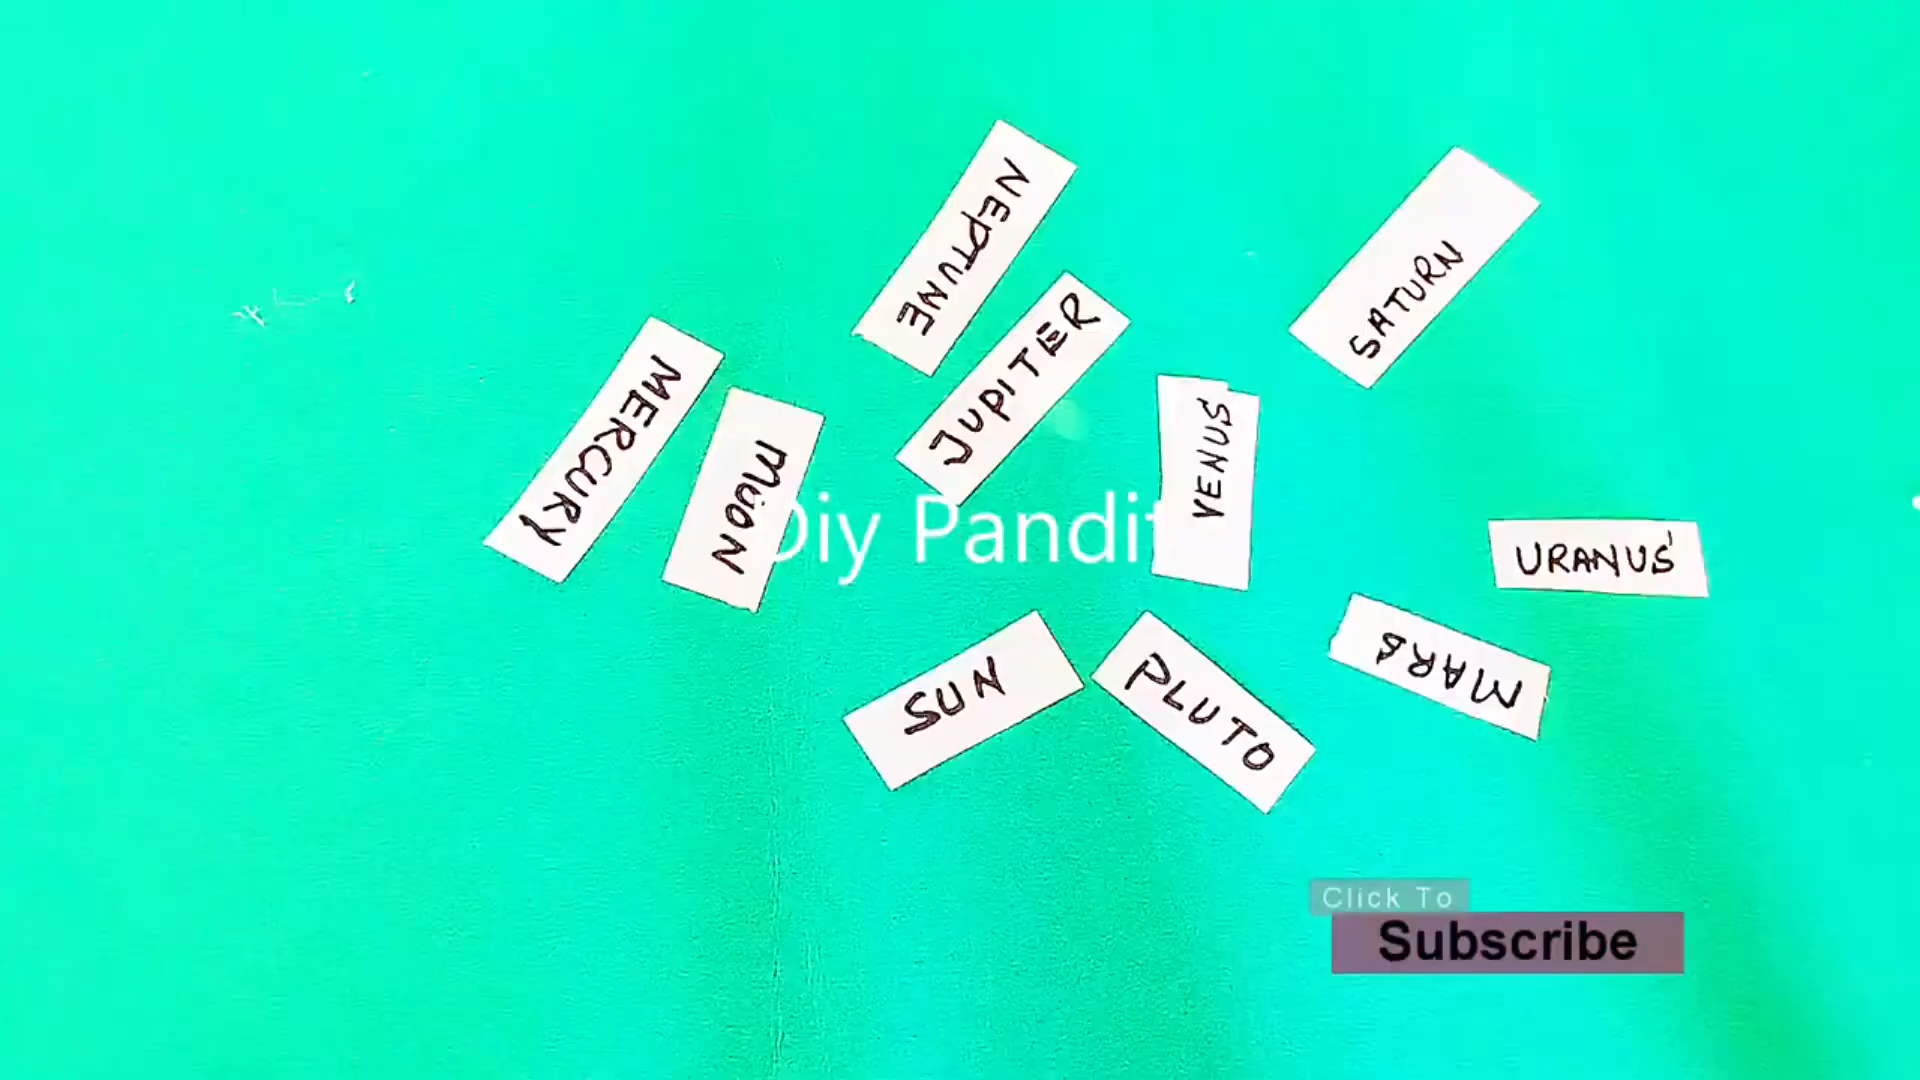 NEPTUNE
SATURN
JUPITER
MERCURY
MOON
VENUS
Diy Pandit
URANUS
MARS
SUN
PLUTO
Click To
Subscribe